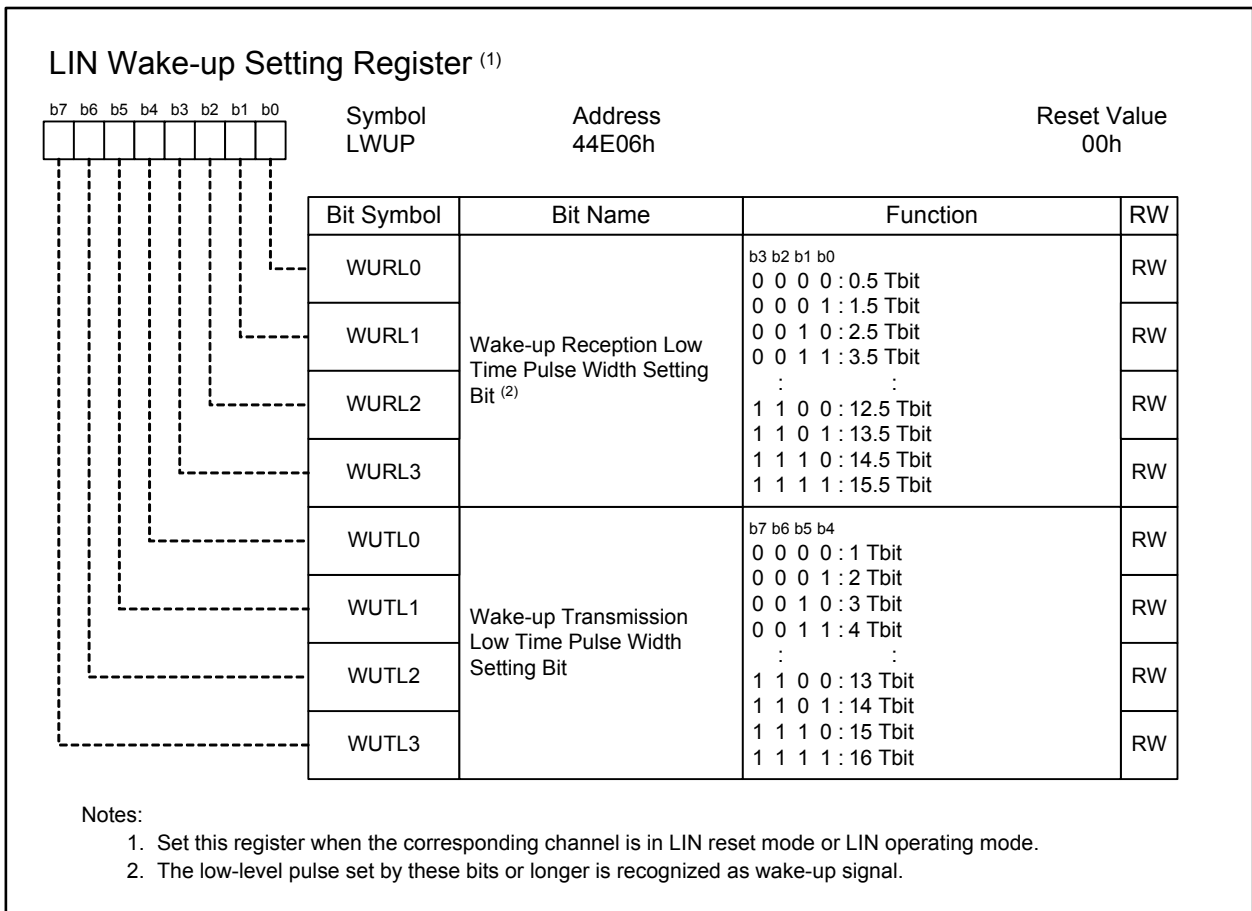 LIN Wake-up Setting Register (1)
b7 b6 b5 b4 b3 b2 b1 b0
Symbol Address Reset Value
LWUP 44E06h 00h
Bit Symbol Bit Name Function RW
WURL0
WURL1
WURL2
WURL3
Wake-up Reception Low
Time Pulse Width Setting
Bit (2)
b3 b2 b1 b0
0 0 0 0 : 0.5 Tbit
0 0 0 1 : 1.5 Tbit
0 0 1 0 : 2.5 Tbit
0 0 1 1 : 3.5 Tbit
: :
1 1 0 0 : 12.5 Tbit
1 1 0 1 : 13.5 Tbit
1 1 1 0 : 14.5 Tbit
1 1 1 1 : 15.5 Tbit
RW
RW
RW
RW
WUTL0
WUTL1
WUTL2
WUTL3
Wake-up Transmission
Low Time Pulse Width
Setting Bit
b7 b6 b5 b4
0 0 0 0 : 1 Tbit
0 0 0 1 : 2 Tbit
0 0 1 0 : 3 Tbit
0 0 1 1 : 4 Tbit
: :
1 1 0 0 : 13 Tbit
1 1 0 1 : 14 Tbit
1 1 1 0 : 15 Tbit
1 1 1 1 : 16 Tbit
RW
RW
RW
RW
Notes:
1. Set this register when the corresponding channel is in LIN reset mode or LIN operating mode.
2. The low-level pulse set by these bits or longer is recognized as wake-up signal.